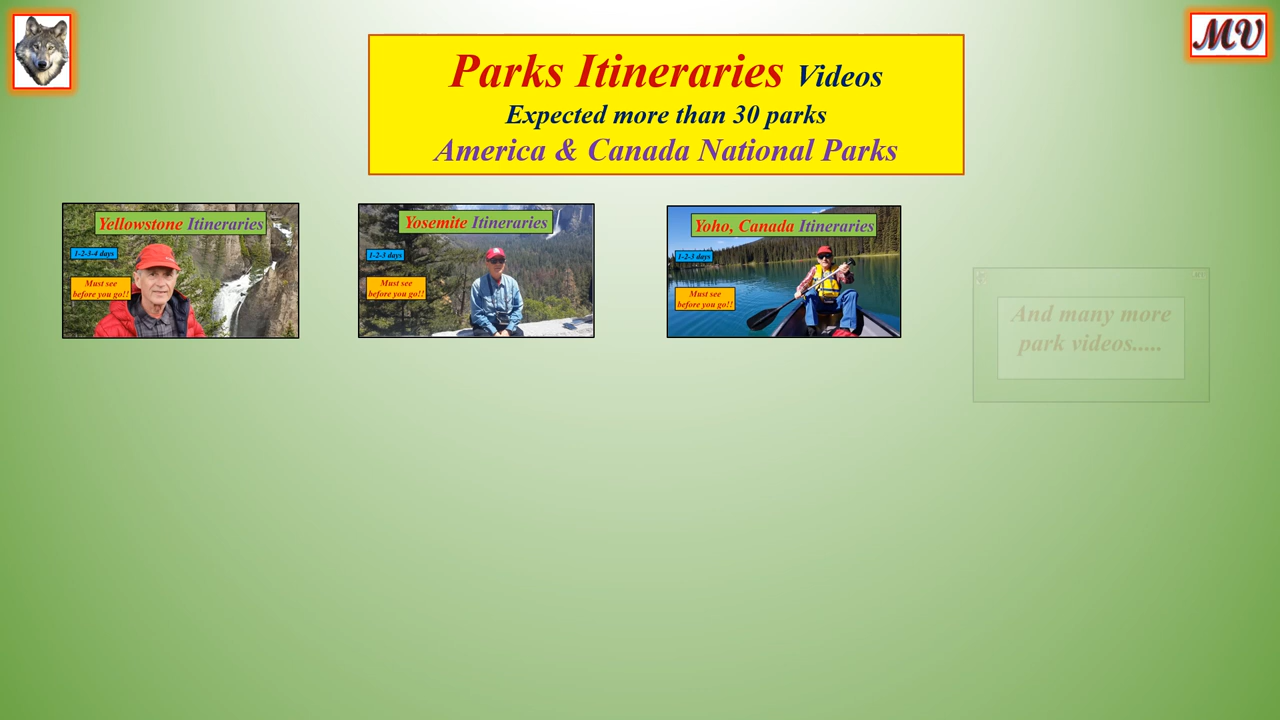 MV
Parks Itineraries Videos
Expected more than 30 parks
America & Canada National Parks
Yellowstone Itineraries
1-2-3-4 days
Must see
before you go!!
Yosemite Itineraries
1-2-3 days
Must see
before you go!!
Yoho, Canada Itineraries
1-2-3 days
Must see
before you go!!
And many more
park videos.....